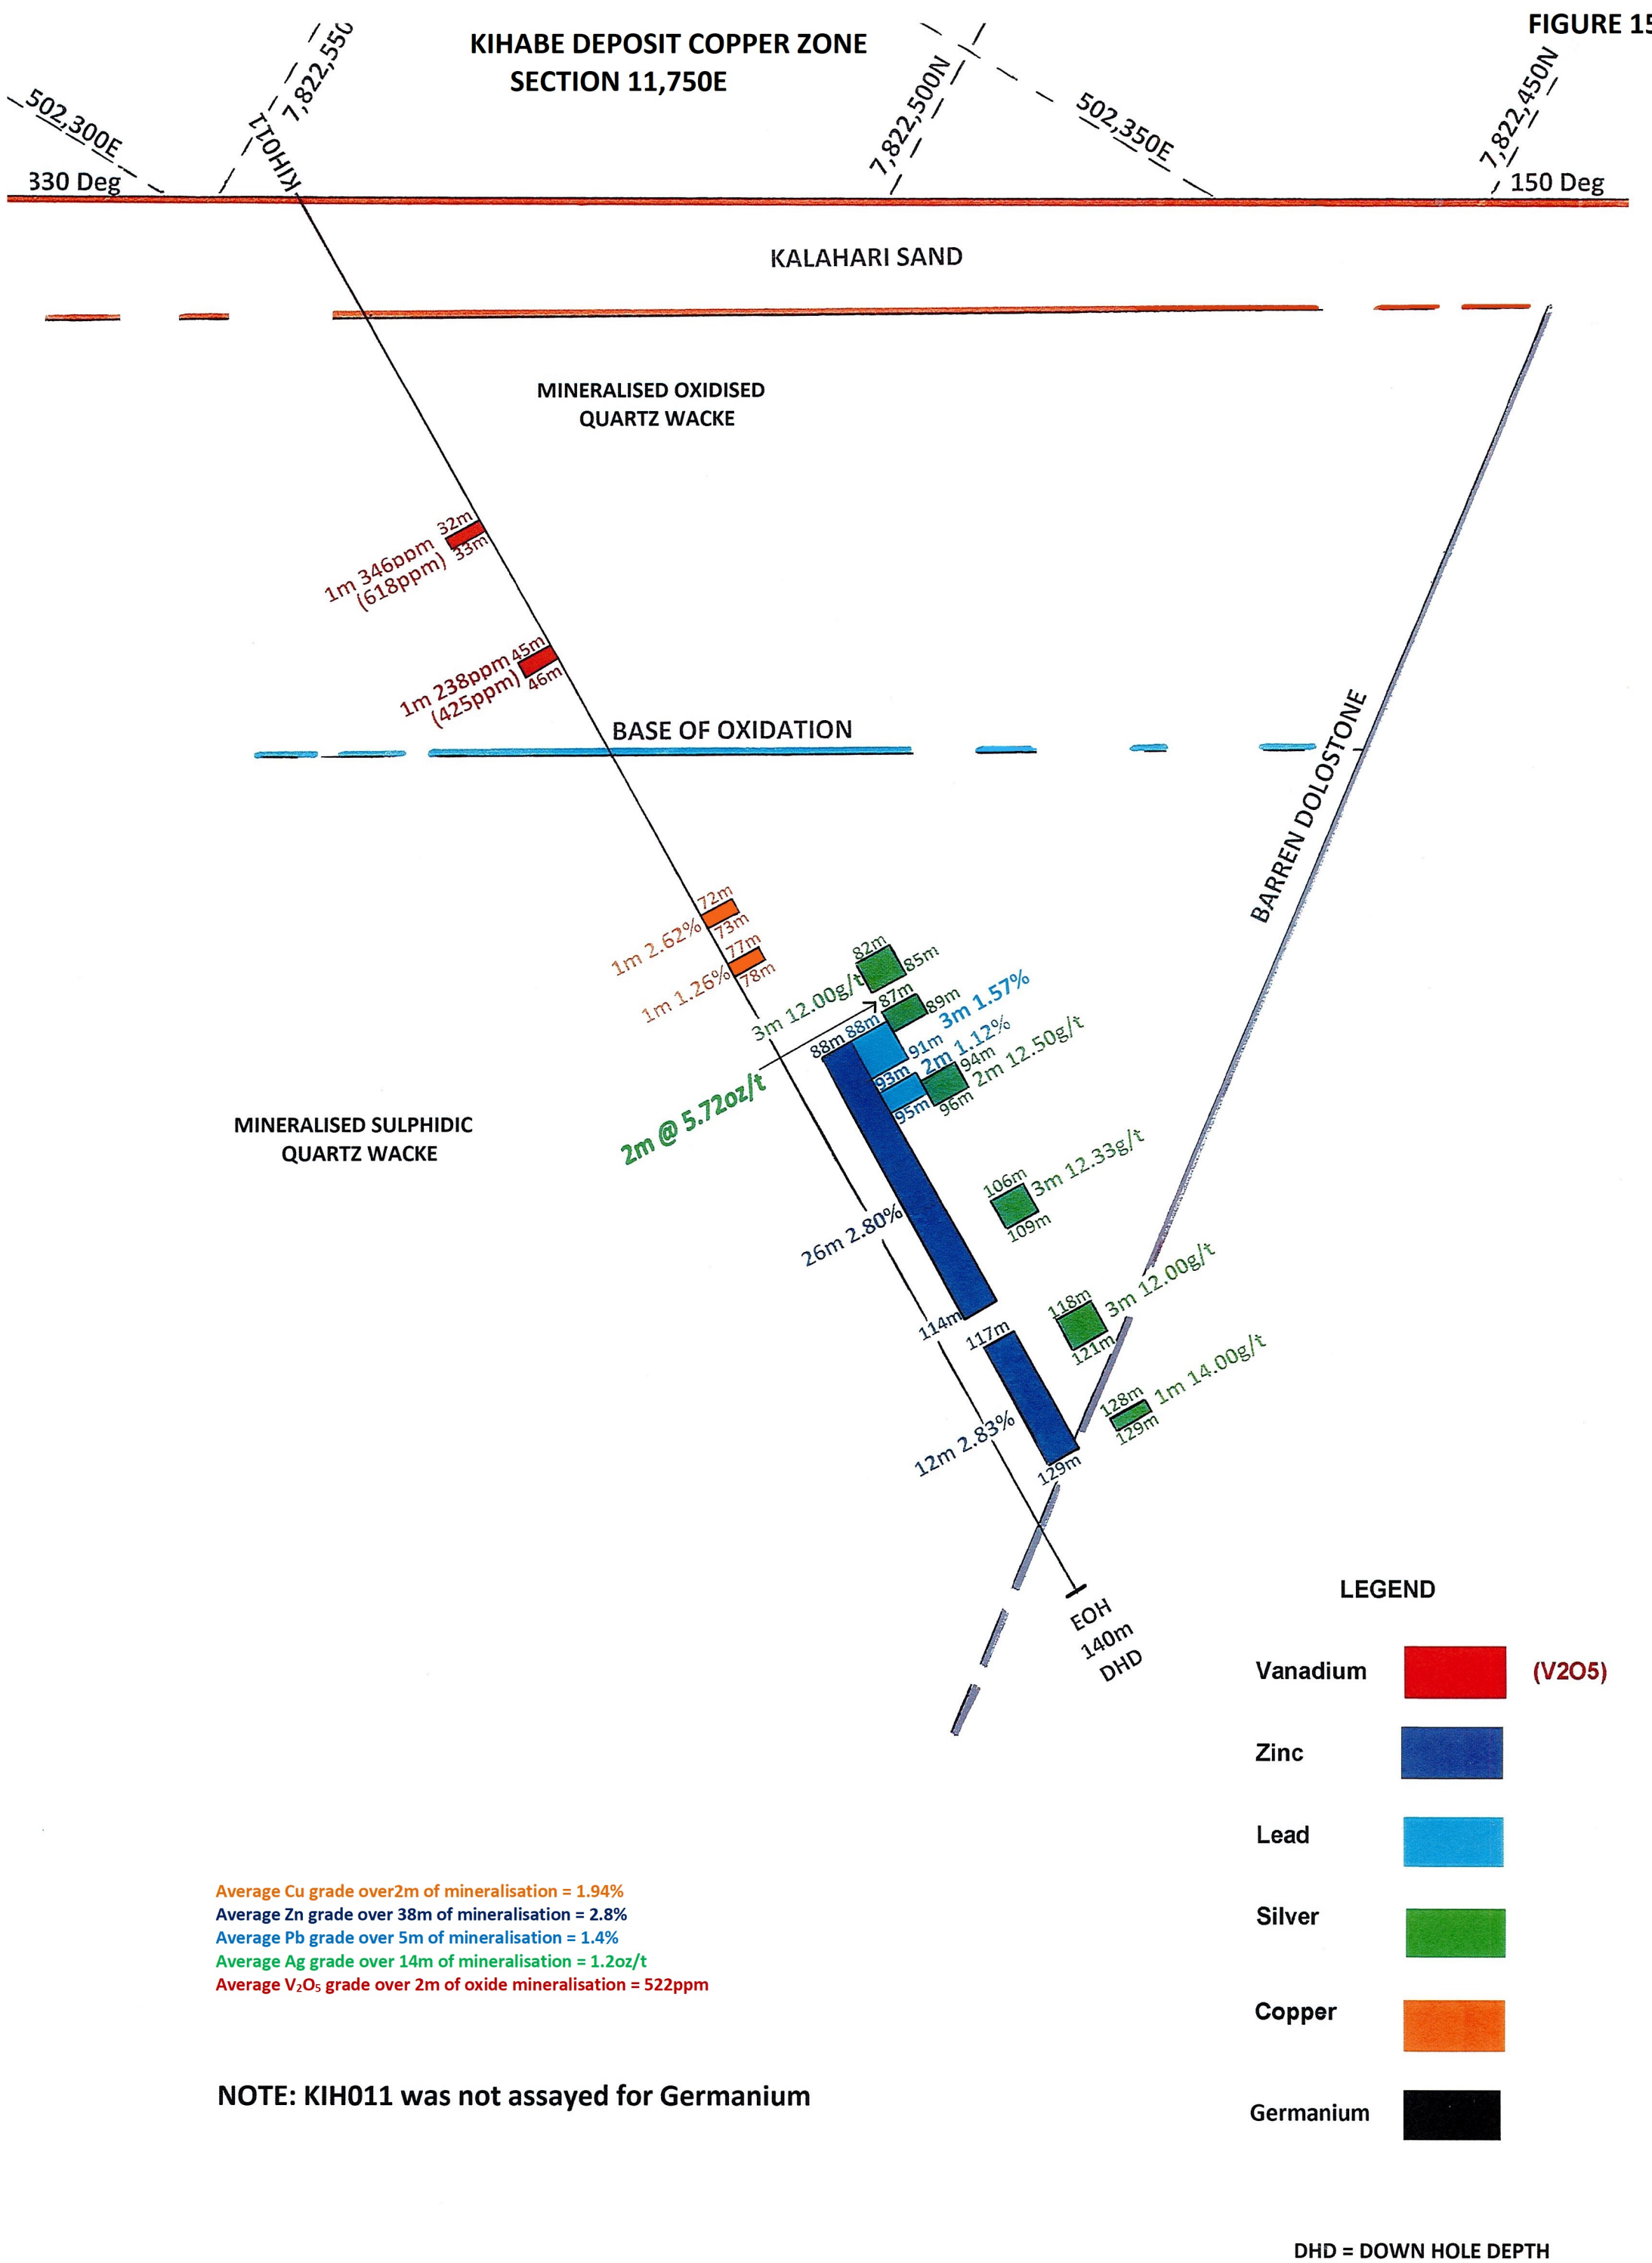 FIGURE 15
KIHABE DEPOSIT COPPER ZONE
SECTION 11,750E
502,300E
7,822,550
KIH011
7,822,500N
502,350E
7,822,450N
330 Deg
150 Deg
KALAHARI SAND
MINERALISED OXIDISED
QUARTZ WACKE
32m
33m
1m 346ppm
(618ppm)
45m
46m
1m 238ppm
(425ppm)
BASE OF OXIDATION
BARREN DOLOSTONE
72m
1m 2.62%
73m
77m
1m 1.26%
78m
82m
85m
3m 12.00g/t
87m
89m
2m @ 5.72oz/t
88m
88m
3m 1.57%
91m
93m
2m 1.12%
95m
94m
2m 12.50g/t
96m
MINERALISED SULPHIDIC
QUARTZ WACKE
106m
3m 12.33g/t
109m
26m 2.80%
114m
117m
118m
3m 12.00g/t
121m
128m
1m 14.00g/t
129m
12m 2.83%
129m
EOH
140m
DHD
LEGEND
Vanadium (V2O5)
Zinc
Lead
Silver
Copper
Germanium
Average Cu grade over2m of mineralisation = 1.94%
Average Zn grade over 38m of mineralisation = 2.8%
Average Pb grade over 5m of mineralisation = 1.4%
Average Ag grade over 14m of mineralisation = 1.2oz/t
Average V₂O₅ grade over 2m of oxide mineralisation = 522ppm
NOTE: KIH011 was not assayed for Germanium
DHD = DOWN HOLE DEPTH